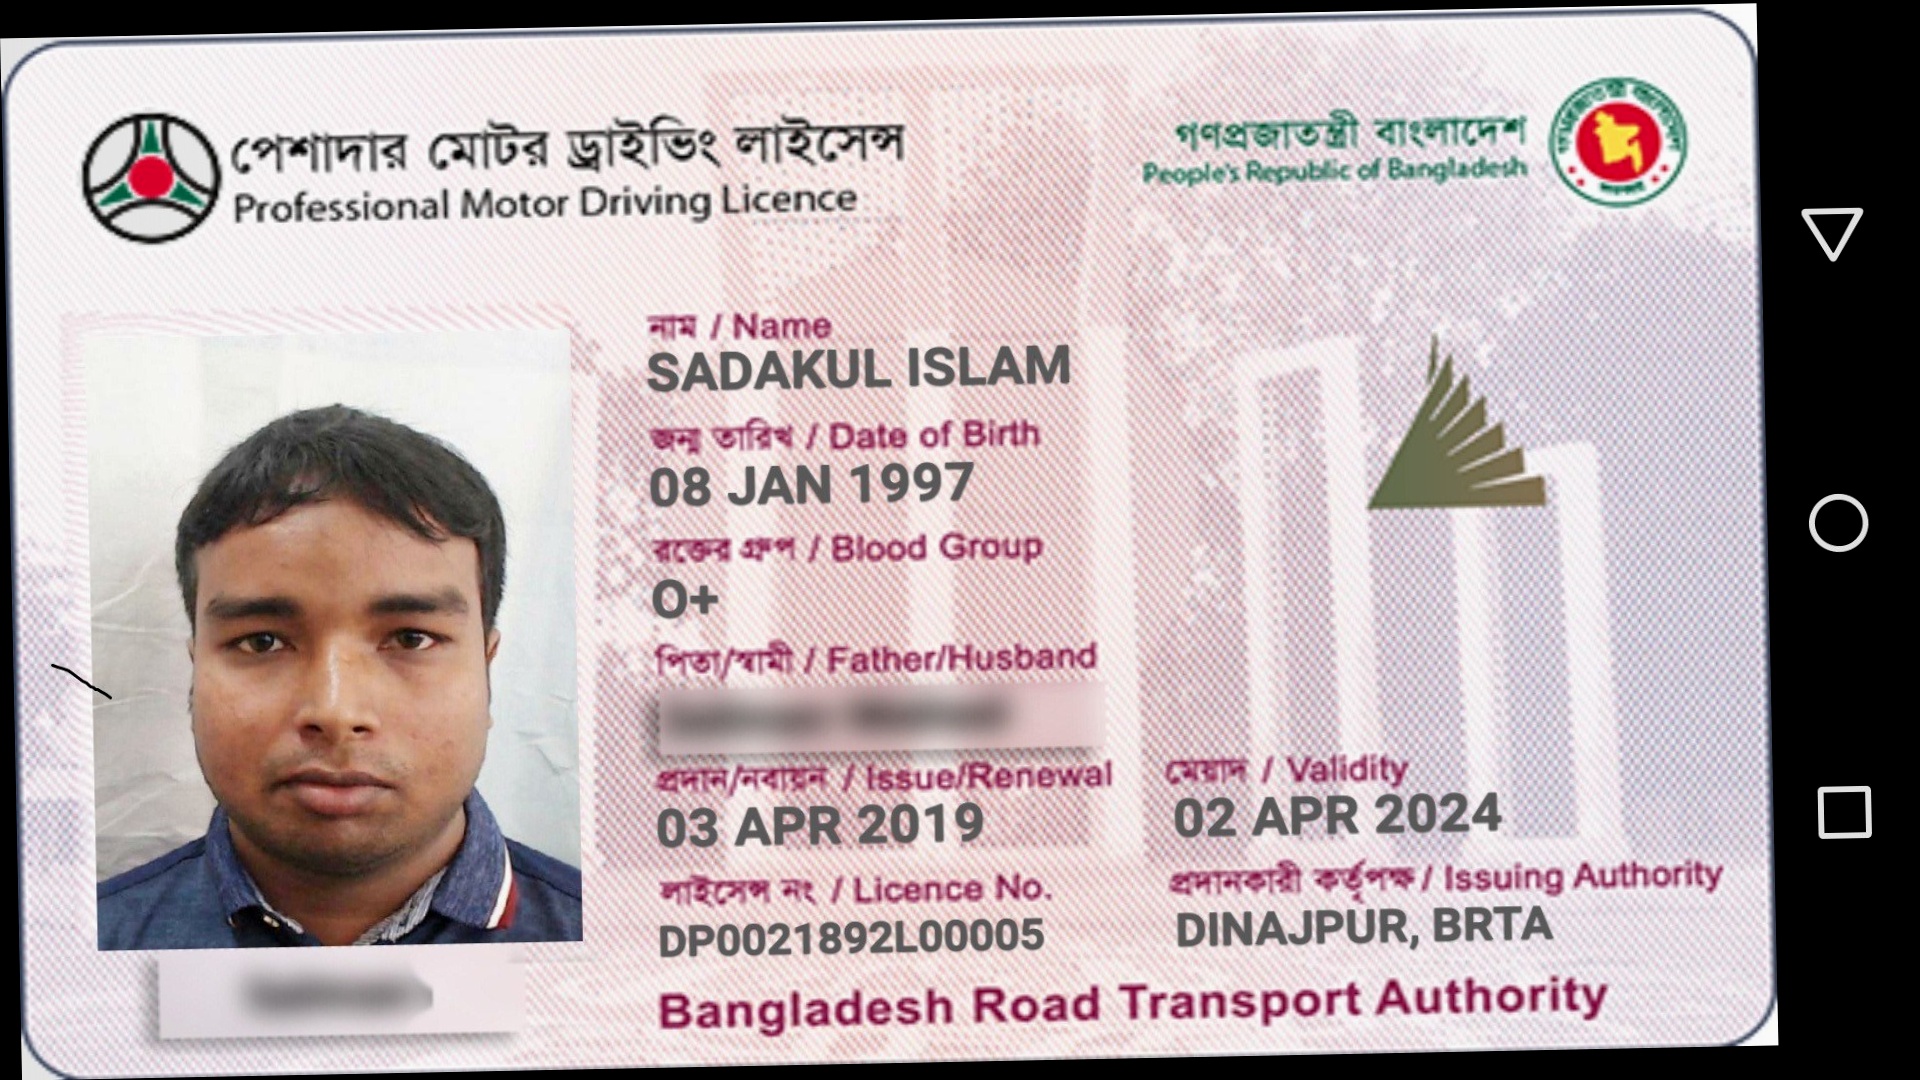 পেশাদার মোটর ড্রাইভিং লাইসেন্স
Professional Motor Driving Licence
গণপ্রজাতন্ত্রী বাংলাদেশ
People's Republic of Bangladesh
নাম / Name
SADAKUL ISLAM
জন্ম তারিখ / Date of Birth
08 JAN 1997
রক্তের গ্রুপ / Blood Group
O+
পিতা/স্বামী / Father/Husband
প্রদান/নবায়ন / Issue/Renewal
03 APR 2019
মেয়াদ / Validity
02 APR 2024
লাইসেন্স নং / Licence No.
DP0021892L00005
প্রদানকারী কর্তৃপক্ষ / Issuing Authority
DINAJPUR, BRTA
Bangladesh Road Transport Authority